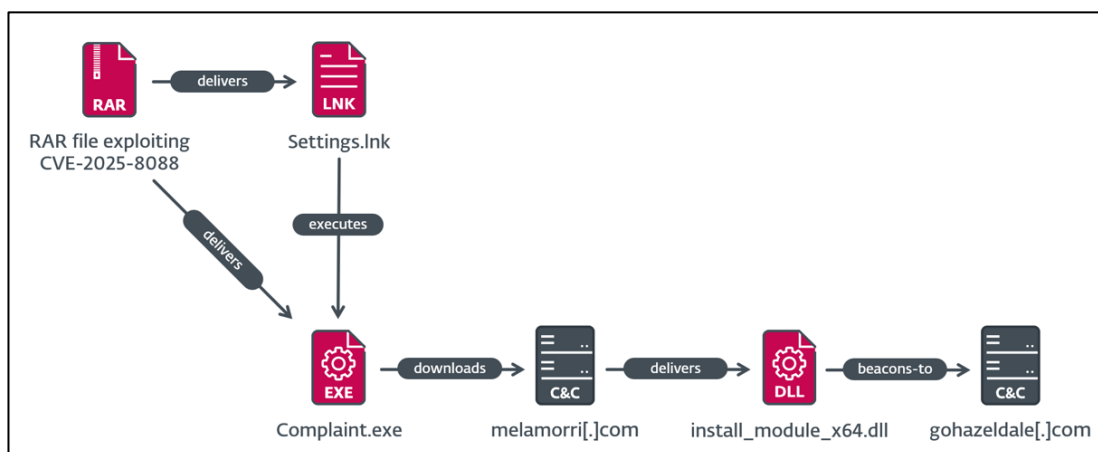 RAR
delivers
LNK
RAR file exploiting
CVE-2025-8088
Settings.lnk
delivers
executes
EXE
downloads
C&C
delivers
DLL
beacons-to
C&C
Complaint.exe
melamorri[.]com
install_module_x64.dll
gohazeldale[.]com